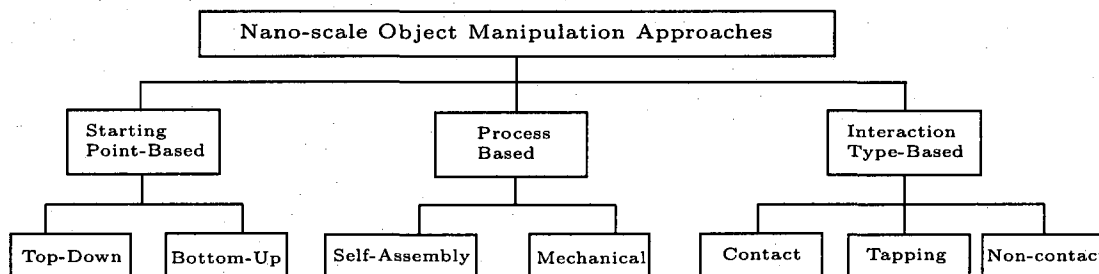 Nano-scale Object Manipulation Approaches
Starting
Point-Based
Process
Based
Interaction
Type-Based
Top-Down
Bottom-Up
Self-Assembly
Mechanical
Contact
Tapping
Non-contact